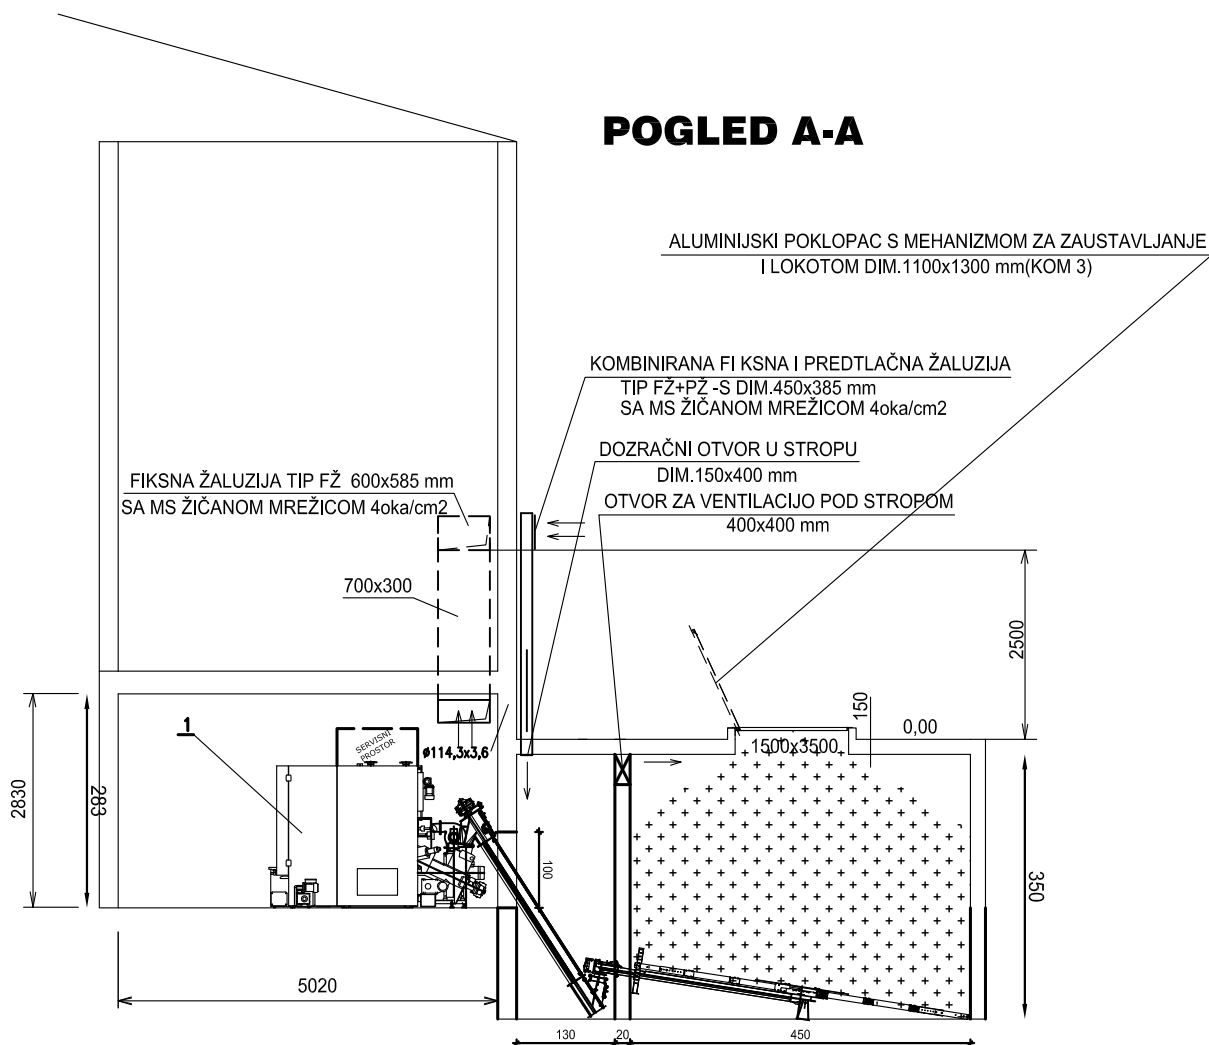 POGLED A-A
ALUMINIJSKI POKLOPAC S MEHANIZMOM ZA ZAUSTAVLJANJE
I LOKOTOM DIM.1100x1300 mm(KOM 3)
KOMBINIRANA FI KSNA I PREDTLAČNA ŽALUZIJA
TIP FŽ+PŽ -S DIM.450x385 mm
SA MS ŽIČANOM MREŽICOM 4oka/cm2
DOZRAČNI OTVOR U STROPU
DIM.150x400 mm
FIKSNA ŽALUZIJA TIP FŽ 600x585 mm
SA MS ŽIČANOM MREŽICOM 4oka/cm2
OTVOR ZA VENTILACIJO POD STROPOM
400x400 mm
700x300
2500
150
0,00
1
SERVISNI
PROSTOR
ø114,3x3,6
1500x3500
2830
283
100
350
5020
130
20
450